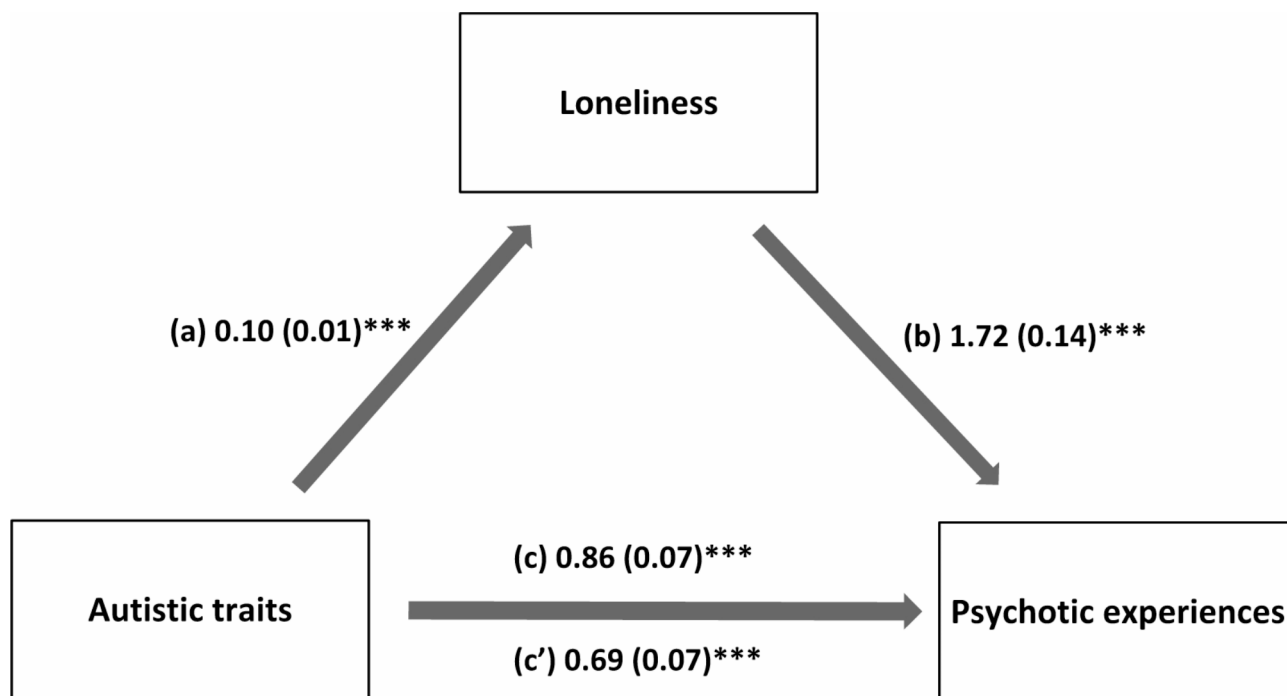 Loneliness
(a) 0.10 (0.01)***
(b) 1.72 (0.14)***
(c) 0.86 (0.07)***
Autistic traits
Psychotic experiences
(c’) 0.69 (0.07)***